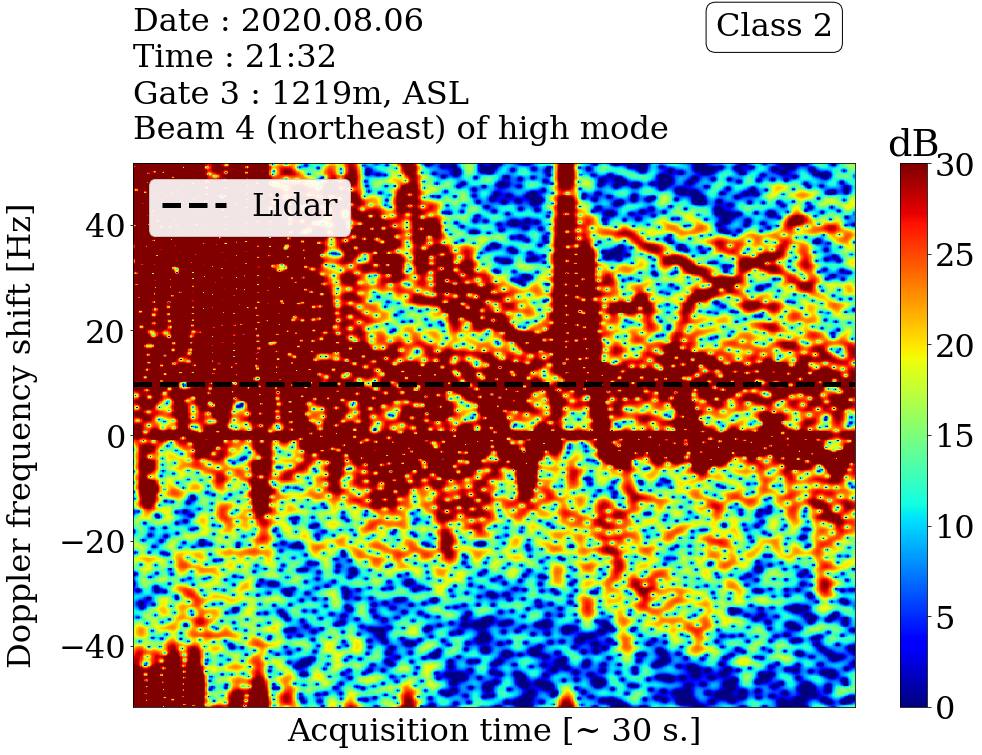 Date : 2020.08.06
Time : 21:32
Gate 3 : 1219m, ASL
Beam 4 (northeast) of high mode
Class 2
dB
Lidar
Doppler frequency shift [Hz]
40
20
0
−20
−40
Acquisition time [~ 30 s.]
30
25
20
15
10
5
0